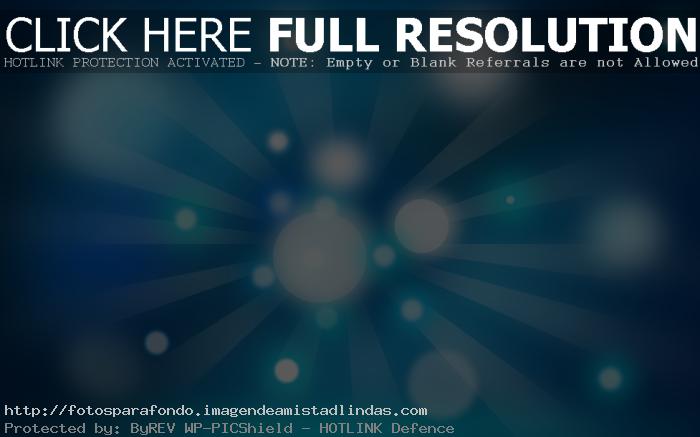 CLICK HERE FULL RESOLUTION
HOTLINK PROTECTION ACTIVATED - NOTE: Empty or Blank Referrals are not Allowed
http://fotosparafondo.imagendeamistadlindas.com
Protected by: ByREV WP-PICShield - HOTLINK Defence